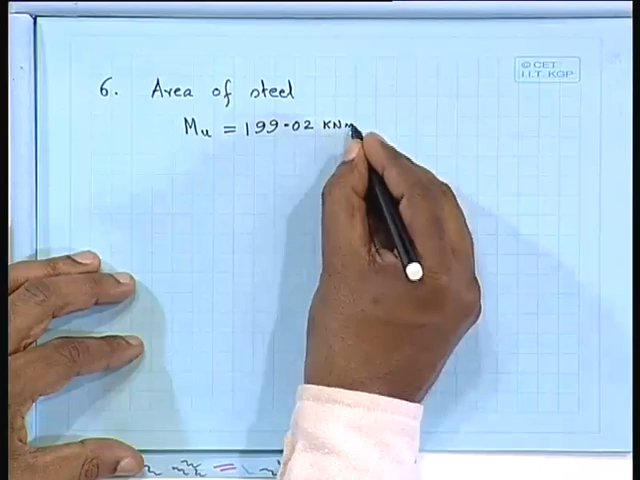 © CET
I.I.T. KGP
6. Area of steel
Mu = 199.02 KNm